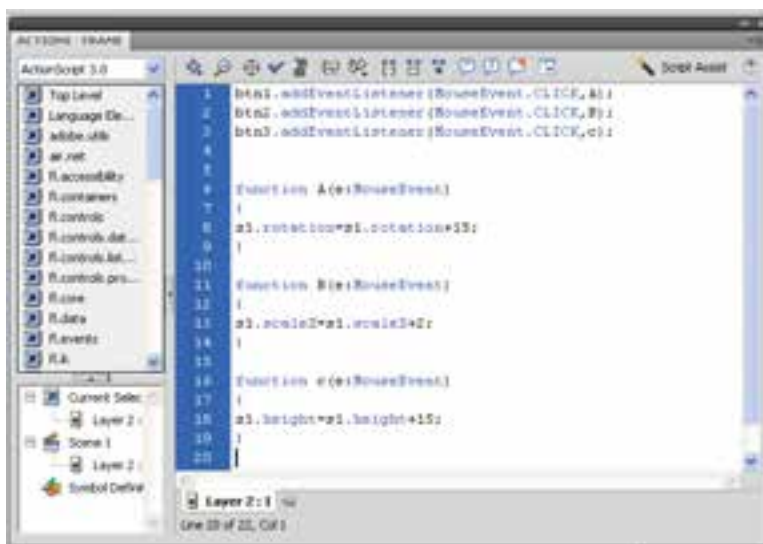 ACTIONS - FRAME
ActionScript 3.0
Script Assist
Top Level
Language Ele...
adobe.utils
air.net
fl.accessibility
fl.containers
fl.controls
fl.controls.dat...
fl.controls.list...
fl.controls.pro...
fl.core
fl.data
fl.events
fl.ik
Current Selec
Layer 2 :
Scene 1
Layer 2 :
Symbol Definit
1 btn1.addEventListener(MouseEvent.CLICK,A);
2 btn2.addEventListener(MouseEvent.CLICK,B);
3 btn3.addEventListener(MouseEvent.CLICK,c);
4
5
6 function A(e:MouseEvent)
7 {
8 s1.rotation=s1.rotation+15;
9 }
10
11 function B(e:MouseEvent)
12 {
13 s1.scaleZ=s1.scaleZ+2;
14 }
15
16 function c(e:MouseEvent)
17 {
18 s1.height=s1.height+15;
19 }
20
Layer 2 : 1
Line 20 of 22, Col 1